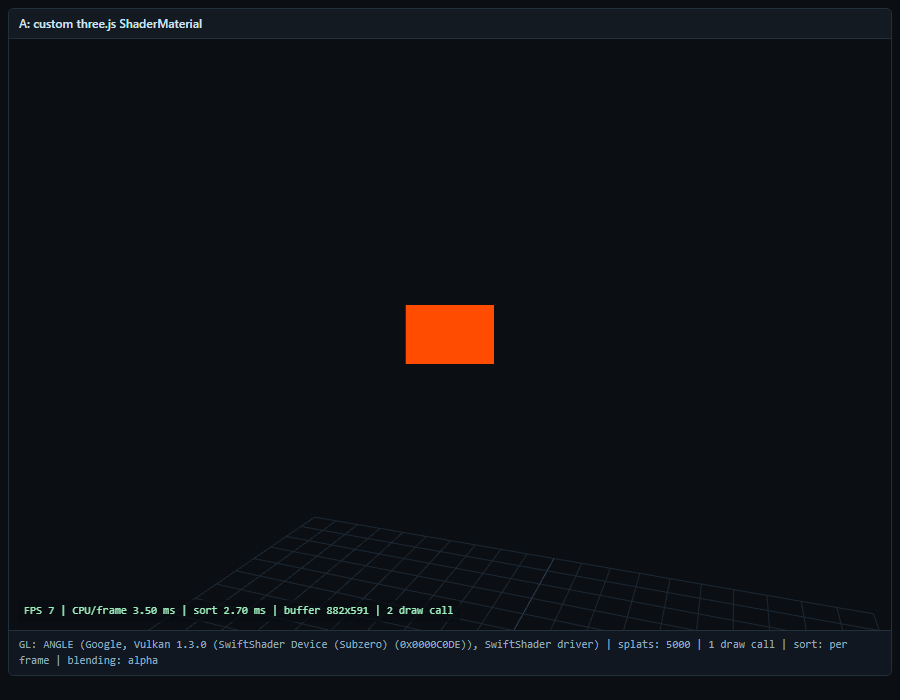 A: custom three.js ShaderMaterial
FPS 7 | CPU/frame 3.50 ms | sort 2.70 ms | buffer 882x591 | 2 draw call
GL: ANGLE (Google, Vulkan 1.3.0 (SwiftShader Device (Subzero) (0x0000C0DE)), SwiftShader driver) | splats: 5000 | 1 draw call | sort: per
frame | blending: alpha